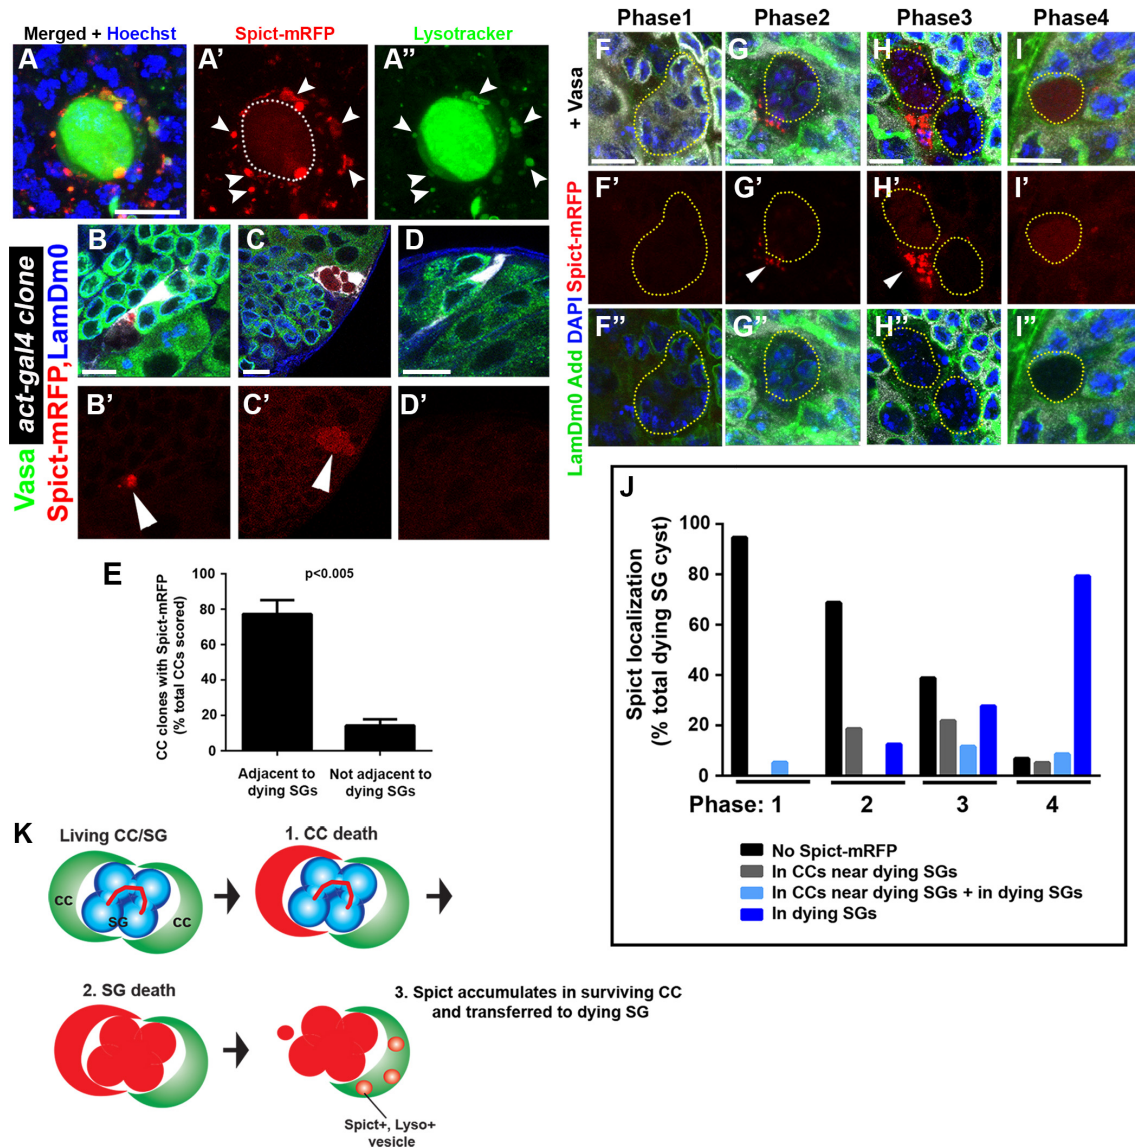 Merged + Hoechst
Spict-mRFP
Lysotracker
A
A'
A''
B
C
D
B'
C'
D'
Vasa act-gal4 clone
Spict-mRFP, LamDm0
Phase1
Phase2
Phase3
Phase4
F
G
H
I
+ Vasa
F'
G'
H'
I'
F''
G''
H''
I''
LamDm0 Add DAPI Spict-mRFP
E
CC clones with Spict-mRFP
(% total CCs scored)
p<0.005
100
80
60
40
20
0
Adjacent to
dying SGs
Not adjacent to
dying SGs
J
Spict localization
(% total dying SG cyst)
100
80
60
40
20
0
Phase: 1
2
3
4
No Spict-mRFP
In CCs near dying SGs
In CCs near dying SGs + in dying SGs
In dying SGs
K
Living CC/SG
CC
SG
CC
1. CC death
2. SG death
3. Spict accumulates in surviving CC
and transferred to dying SG
Spict+, Lyso+
vesicle